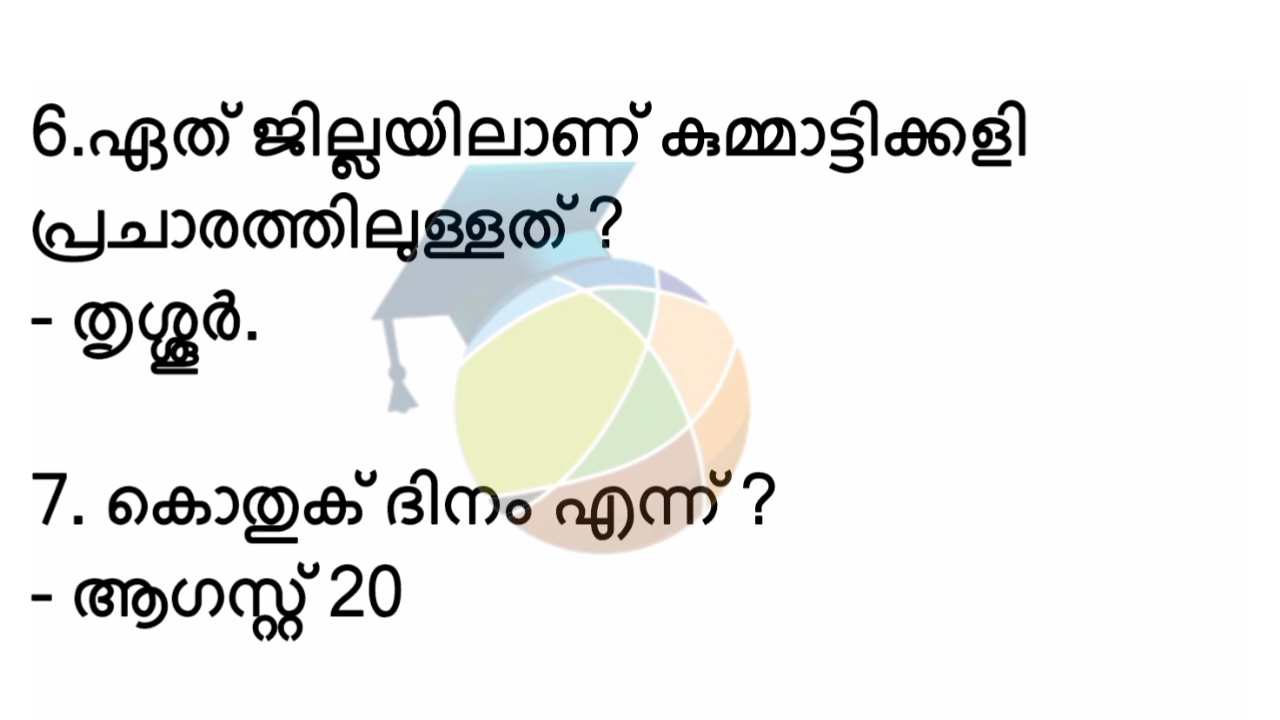 6.ഏത് ജില്ലയിലാണ് കുമ്മാട്ടിക്കളി
പ്രചാരത്തിലുള്ളത് ?
- തൃശ്ശൂർ.
7. കൊതുക് ദിനം എന്ന് ?
- ആഗസ്റ്റ് 20